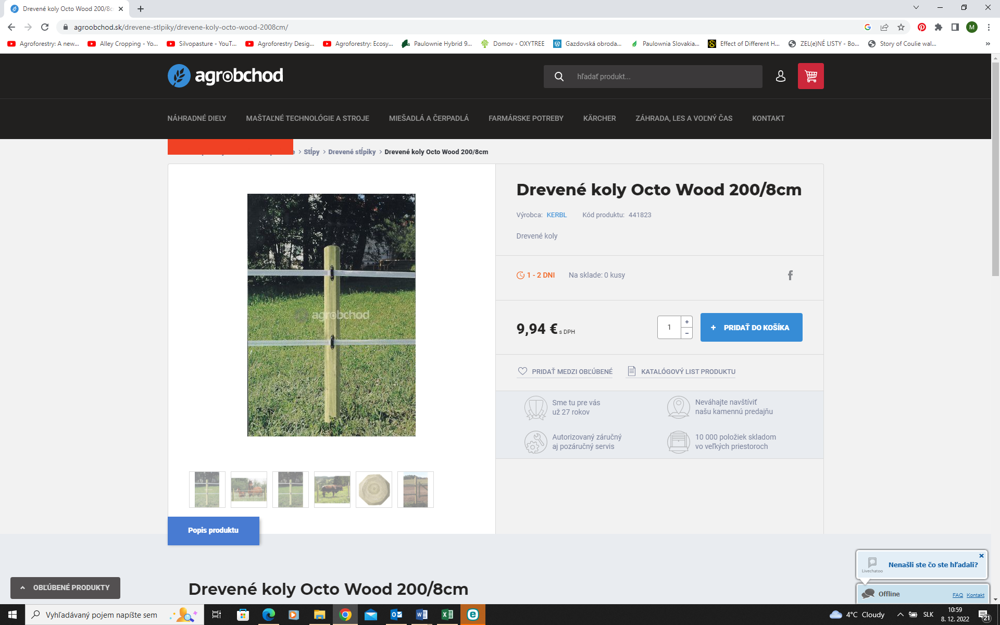 Drevené koly Octo Wood 200/8c
agroobchod.sk/drevene-stlpiky/drevene-koly-octo-wood-2008cm/
M
Agroforestry: A new...
Alley Cropping - Yo...
Silvopasture - YouT...
Agroforestry Desig...
Agroforestry: Ecosy...
Paulownie Hybrid 9...
Domov - OXYTREE
Gazdovská obroda...
Paulownia Slovakia...
Effect of Different H...
ZEL(e)NÉ LISTY - Bo...
Story of Coulie wal...
agrobchod
hľadať produkt...
NÁHRADNÉ DIELY
MAŠTAĽNÉ TECHNOLÓGIE A STROJE
MIEŠADLÁ A ČERPADLÁ
FARMÁRSKE POTREBY
KÄRCHER
ZÁHRADA, LES A VOĽNÝ ČAS
KONTAKT
Stĺpy
Drevené stĺpiky
Drevené koly Octo Wood 200/8cm
Drevené koly Octo Wood 200/8cm
Výrobca: KERBL Kód produktu: 441823
Drevené koly
1 - 2 DNI Na sklade: 0 kusy
agrobchod
9,94 € s DPH
1
+ PRIDAŤ DO KOŠÍKA
PRIDAŤ MEDZI OBĽÚBENÉ
KATALÓGOVÝ LIST PRODUKTU
Sme tu pre vás
už 27 rokov
Neváhajte navštíviť
našu kamennú predajňu
Autorizovaný záručný
aj pozáručný servis
10 000 položiek skladom
vo veľkých priestoroch
Popis produktu
Drevené koly Octo Wood 200/8cm
OBĽÚBENÉ PRODUKTY
Livechatoo
Nenašli ste čo ste hľadali?
Offline
FAQ Kontakt
Vyhľadávaný pojem napíšte sem
4°C Cloudy
SLK
10:59
8. 12. 2022
21